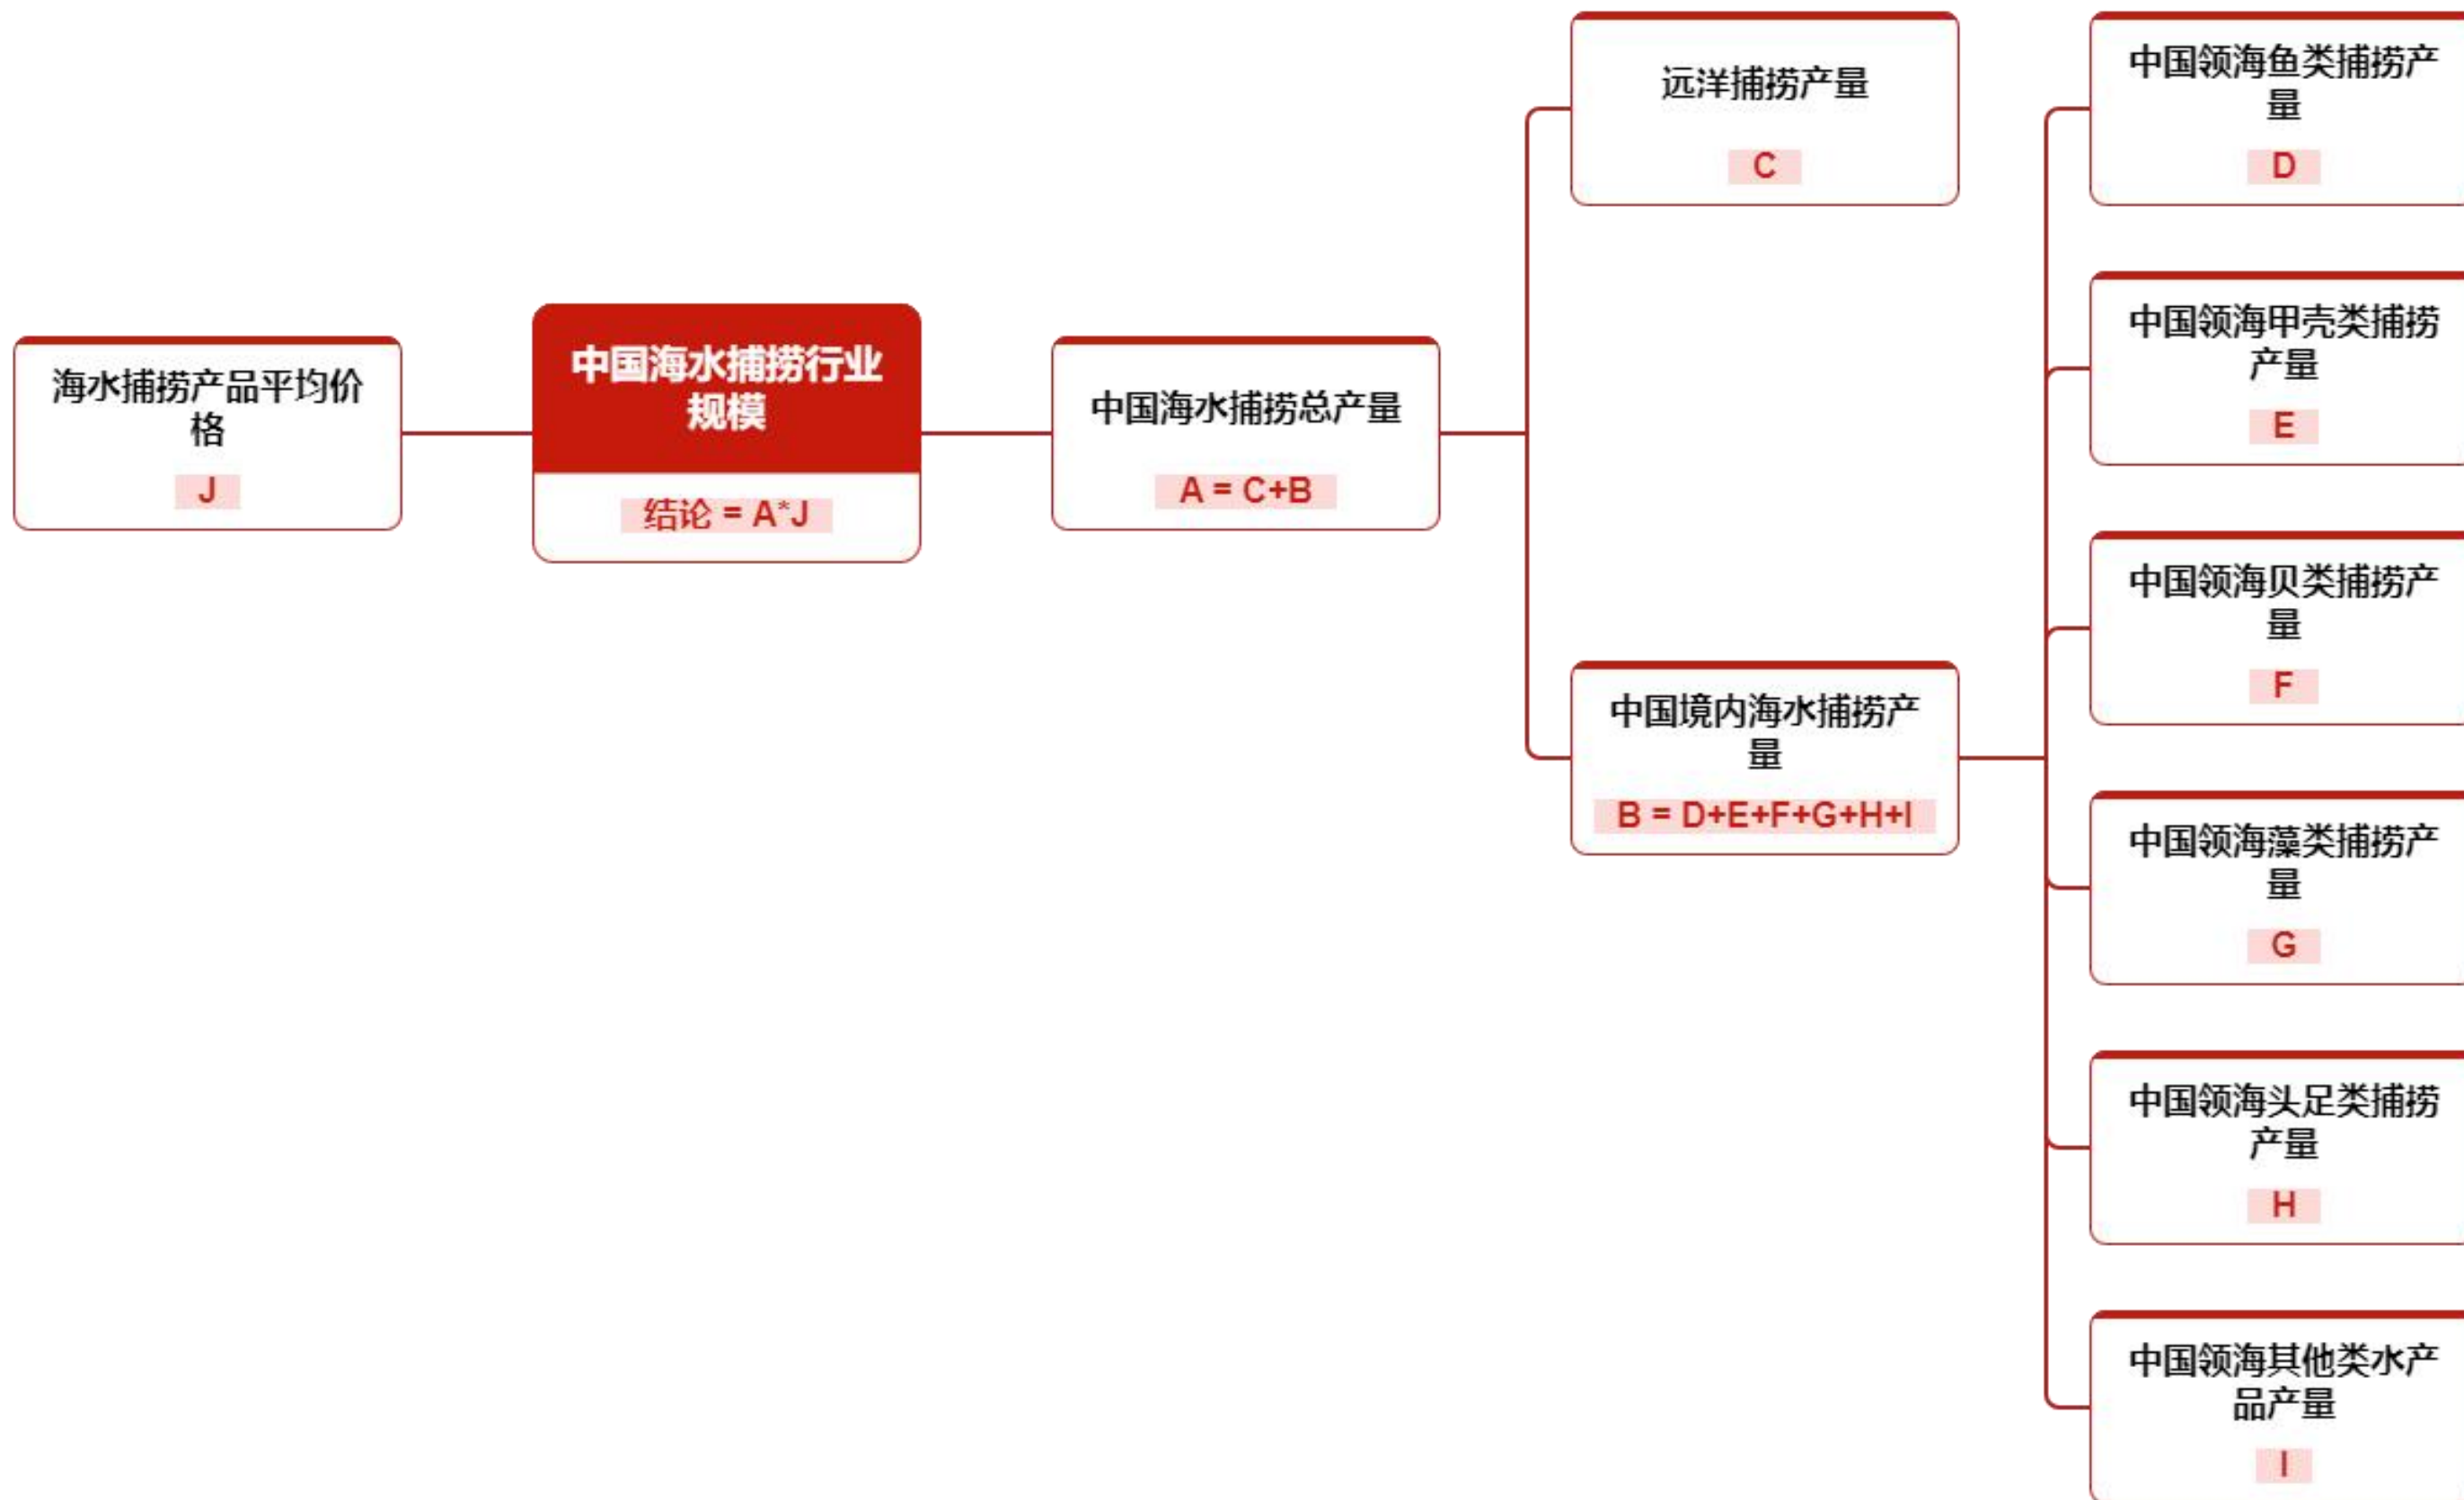 海水捕捞产品平均价
格
J
中国海水捕捞行业
规模
结论 = A*J
中国海水捕捞总产量
A = C+B
远洋捕捞产量
C
中国境内海水捕捞产
量
B = D+E+F+G+H+I
中国领海鱼类捕捞产
量
D
中国领海甲壳类捕捞
产量
E
中国领海贝类捕捞产
量
F
中国领海藻类捕捞产
量
G
中国领海头足类捕捞
产量
H
中国领海其他类水产
品产量
I